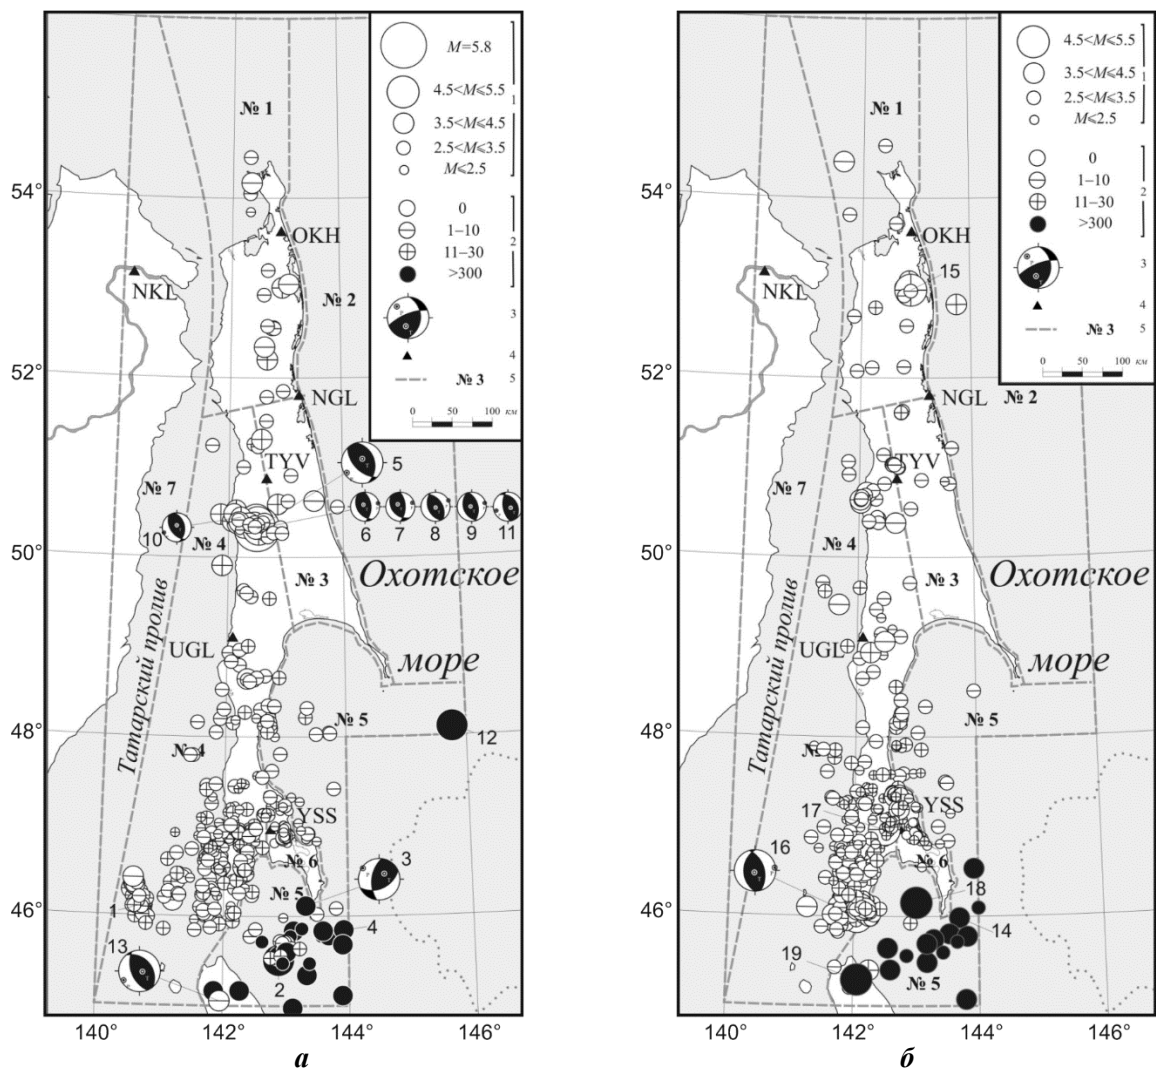 M=5.8
4.5<M⩽5.5
3.5<M⩽4.5
2.5<M⩽3.5
M⩽2.5
1
0
1–10
11–30
>300
2
3
4
№ 3 5
0 50 100 км
№ 1
54°
OKH
NKL
№ 2
52°
NGL
TYV
5
№ 7
6 7 8 9 11
10
№ 4
50°
№ 3
Охотское
море
UGL
Татарский пролив
№ 5
48°
№ 4
12
YSS
№ 6
3
№ 5
46°
1
4
13
2
140° 142° 144° 146°
а
4.5<M⩽5.5
3.5<M⩽4.5
2.5<M⩽3.5
M⩽2.5
1
0
1–10
11–30
>300
2
3
4
№ 3 5
0 50 100 км
№ 1
54°
OKH
15
NKL
52°
NGL
№ 2
TYV
№ 7
№ 4
50°
№ 3
Охотское
море
UGL
Татарский пролив
№ 5
48°
17
YSS
16
№ 6
18
46°
14
19
№ 5
140° 142° 144° 146°
б